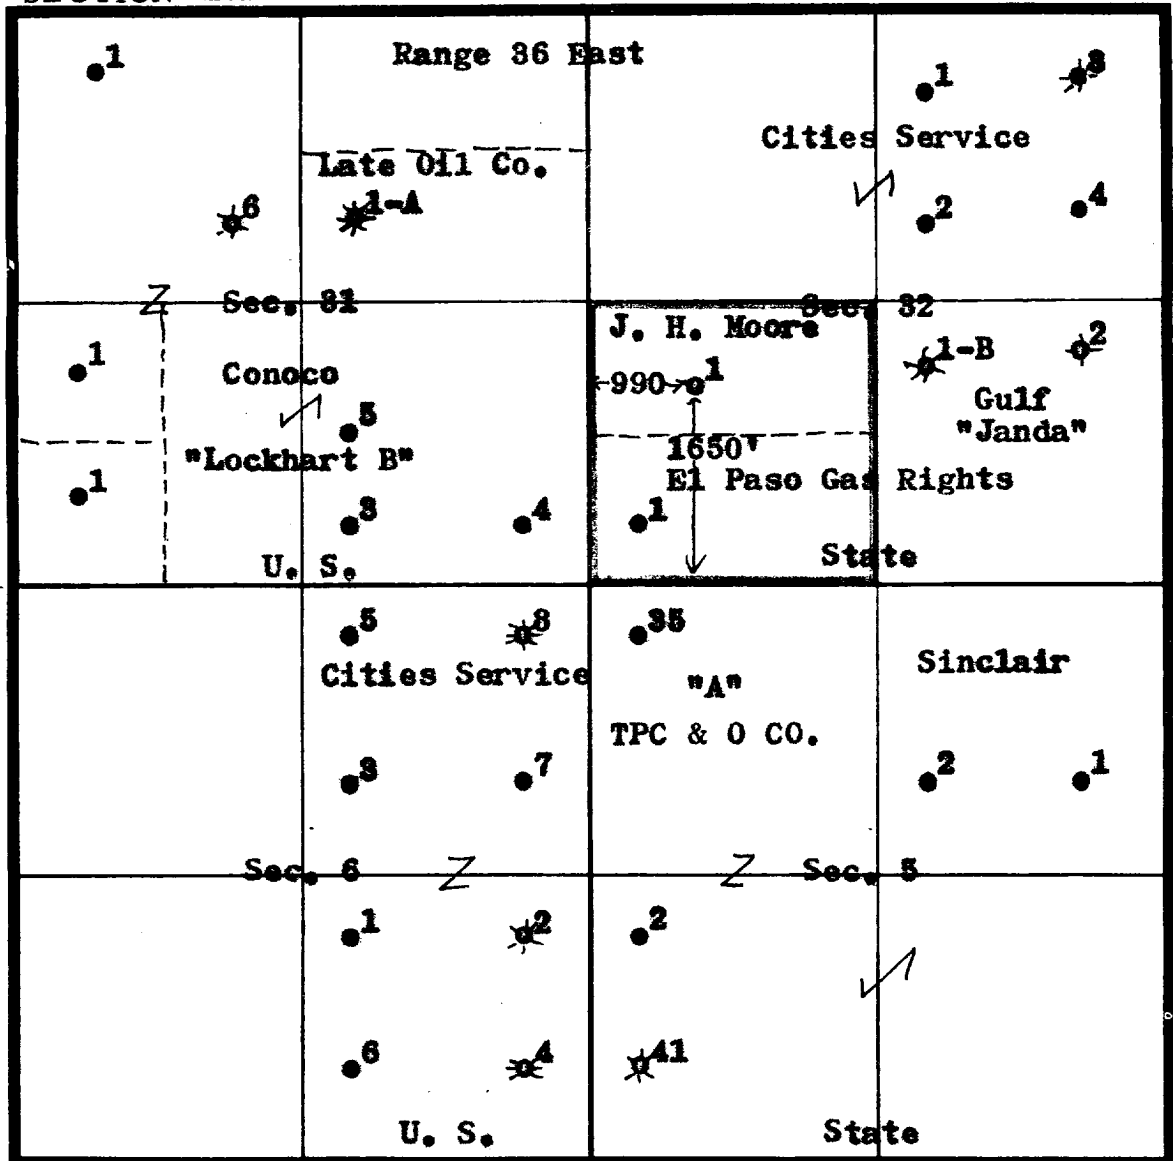 Range 36 East
1
1
3
Cities Service
Late Oil Co.
6
1-A
2
4
Sec. 31
Sec. 32
J. H. Moore
1
Conoco
990
1
1-B
2
Gulf
"Janda"
5
"Lockhart B"
1650'
El Paso Gas Rights
1
3
4
1
U. S.
State
5
8
35
Cities Service
"A"
Sinclair
TPC & O CO.
3
7
2
1
Sec. 6
Sec. 5
1
2
2
6
4
41
U. S.
State